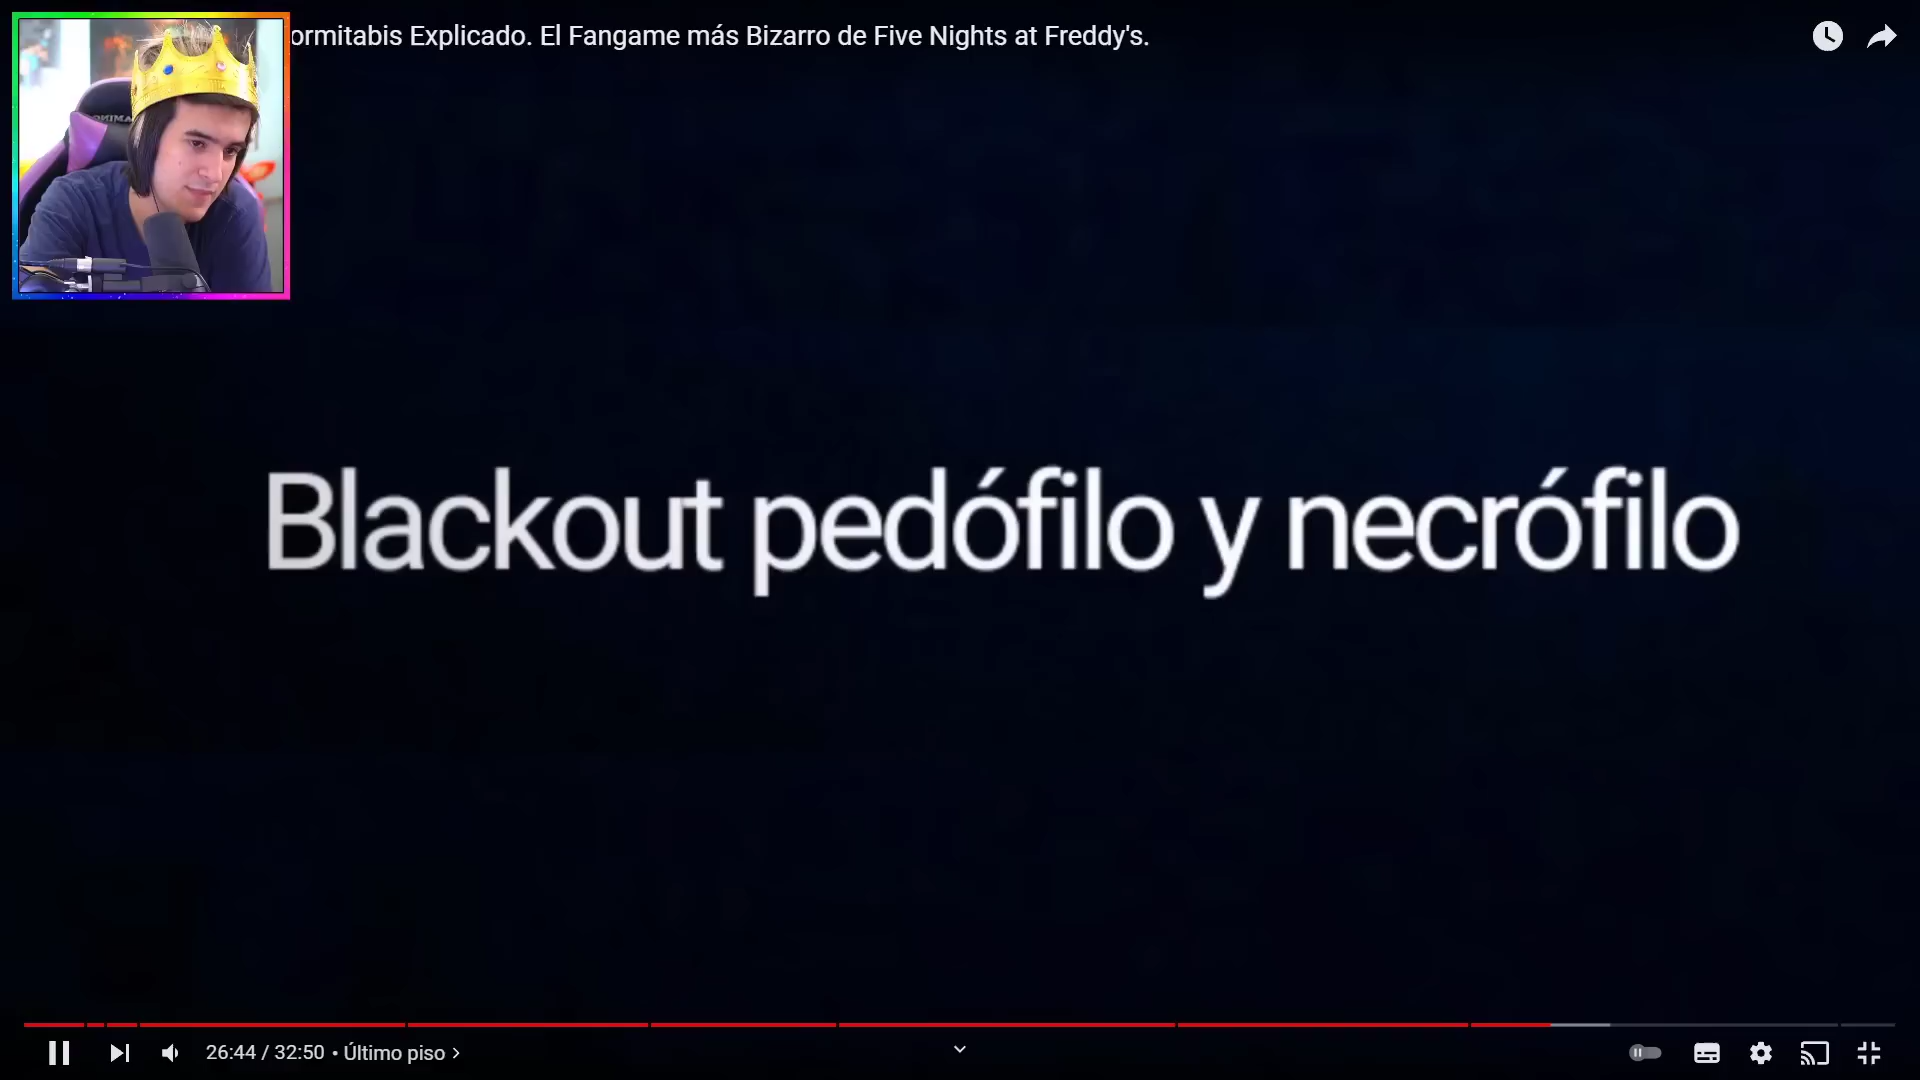 ormitabis Explicado. El Fangame más Bizarro de Five Nights at Freddy's.
Blackout pedófilo y necrófilo
26:44 / 32:50 • Último piso